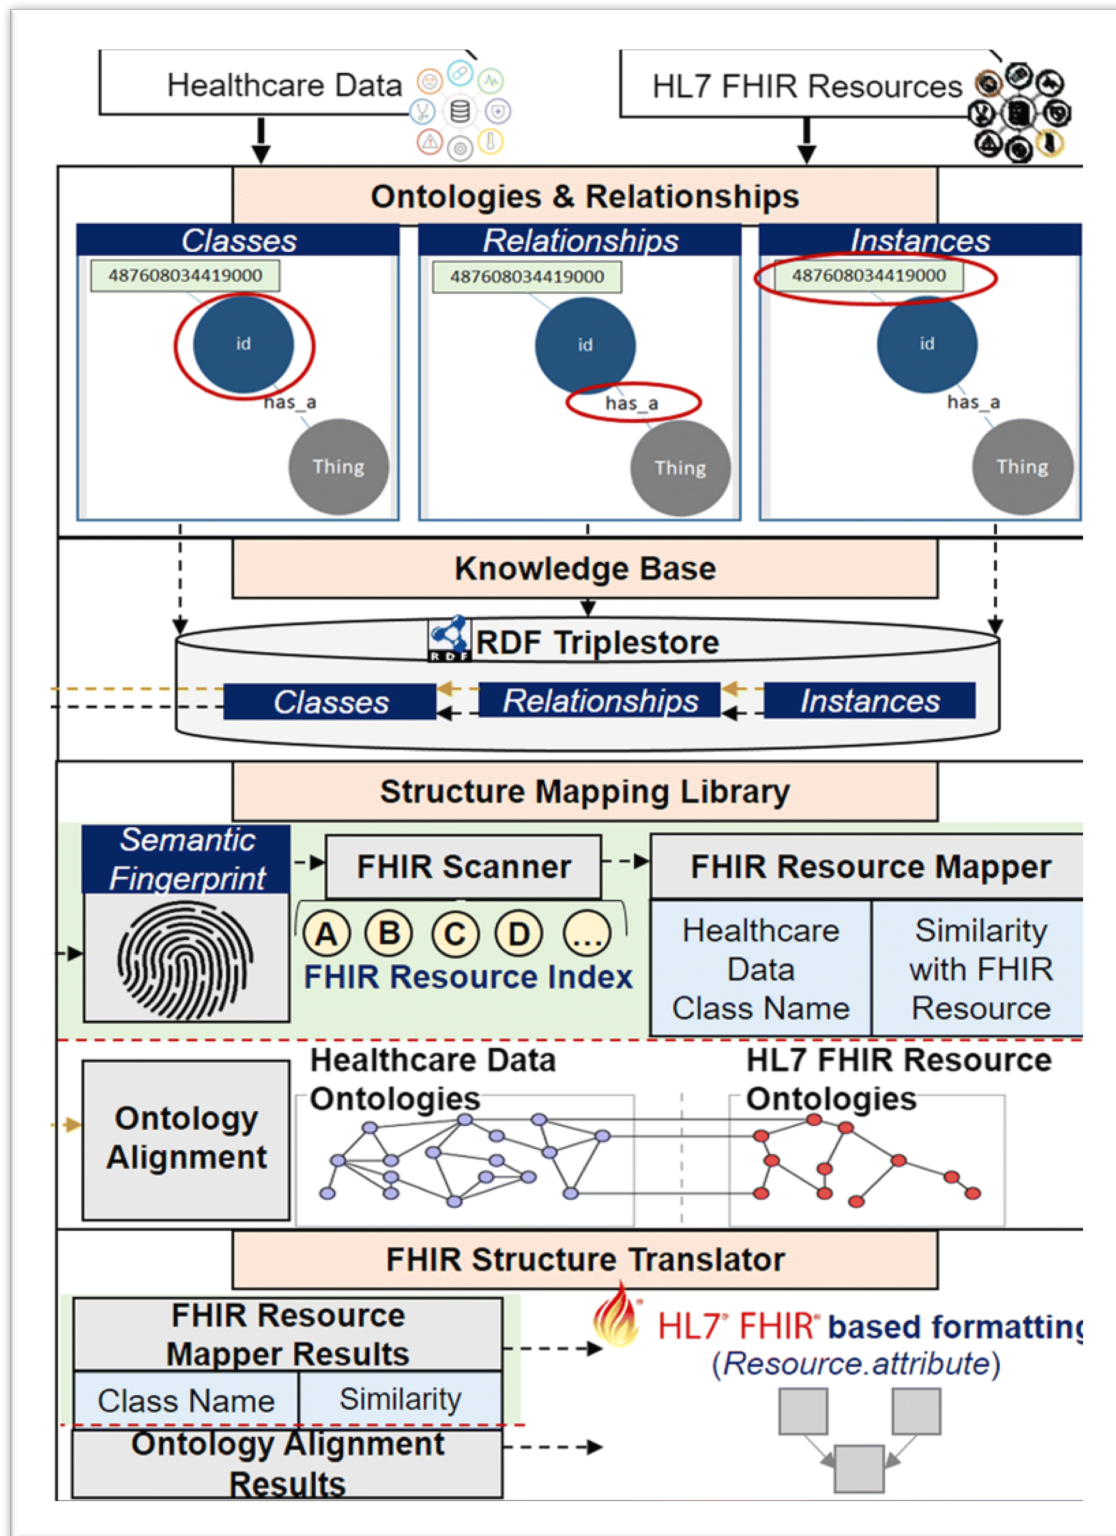 Healthcare Data
HL7 FHIR Resources
Ontologies & Relationships
Classes
Relationships
Instances
487608034419000
487608034419000
487608034419000
id
id
id
has_a
has_a
has_a
Thing
Thing
Thing
Knowledge Base
RDF
RDF Triplestore
Classes
Relationships
Instances
Structure Mapping Library
Semantic
Fingerprint
FHIR Scanner
A B C D ...
FHIR Resource Index
FHIR Resource Mapper
Healthcare
Data
Class Name
Similarity
with FHIR
Resource
Ontology
Alignment
Healthcare Data
Ontologies
HL7 FHIR Resource
Ontologies
FHIR Structure Translator
FHIR Resource
Mapper Results
Class Name
Similarity
Ontology Alignment
Results
HL7® FHIR® based formatting
(Resource.attribute)